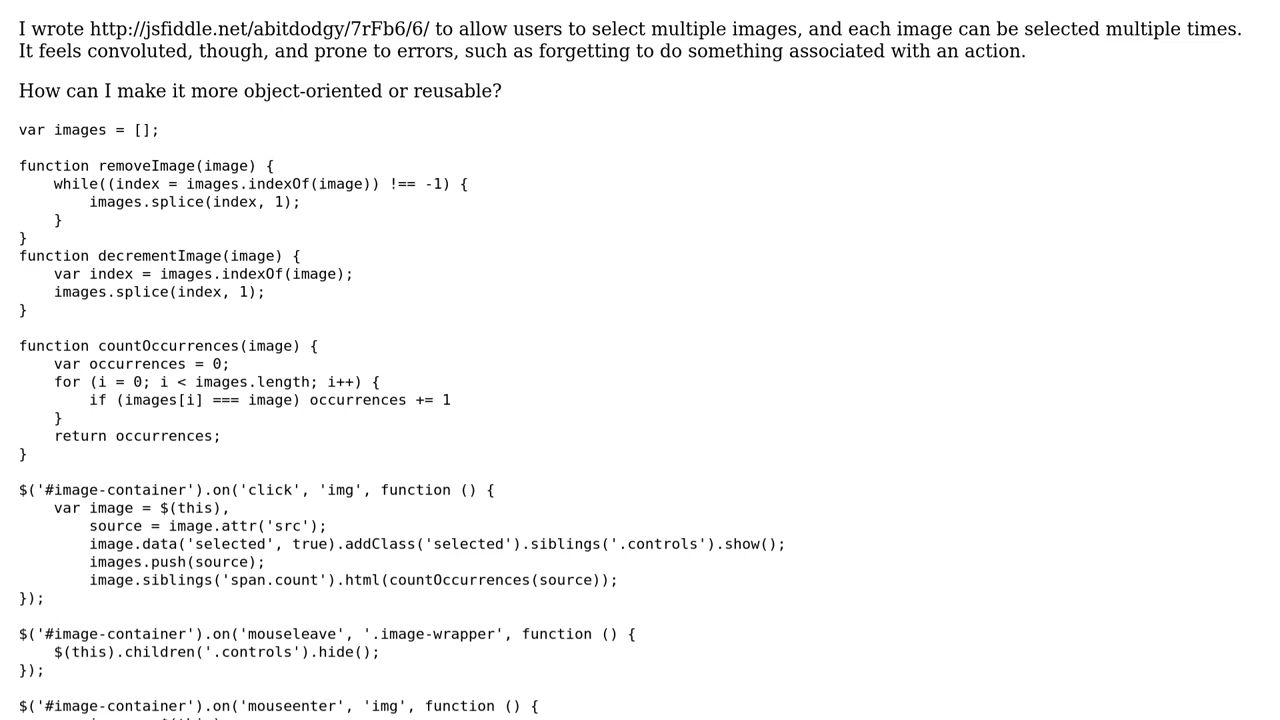 I wrote http://jsfiddle.net/abitdodgy/7rFb6/6/ to allow users to select multiple images, and each image can be selected multiple times.
It feels convoluted, though, and prone to errors, such as forgetting to do something associated with an action.
How can I make it more object-oriented or reusable?
var images = [];
function removeImage(image) {
    while((index = images.indexOf(image)) !== -1) {
        images.splice(index, 1);
    }
}
function decrementImage(image) {
    var index = images.indexOf(image);
    images.splice(index, 1);
}
function countOccurrences(image) {
    var occurrences = 0;
    for (i = 0; i < images.length; i++) {
        if (images[i] === image) occurrences += 1
    }
    return occurrences;
}
$('#image-container').on('click', 'img', function () {
    var image = $(this),
        source = image.attr('src');
        image.data('selected', true).addClass('selected').siblings('.controls').show();
        images.push(source);
        image.siblings('span.count').html(countOccurrences(source));
});
$('#image-container').on('mouseleave', '.image-wrapper', function () {
    $(this).children('.controls').hide();
});
$('#image-container').on('mouseenter', 'img', function () {